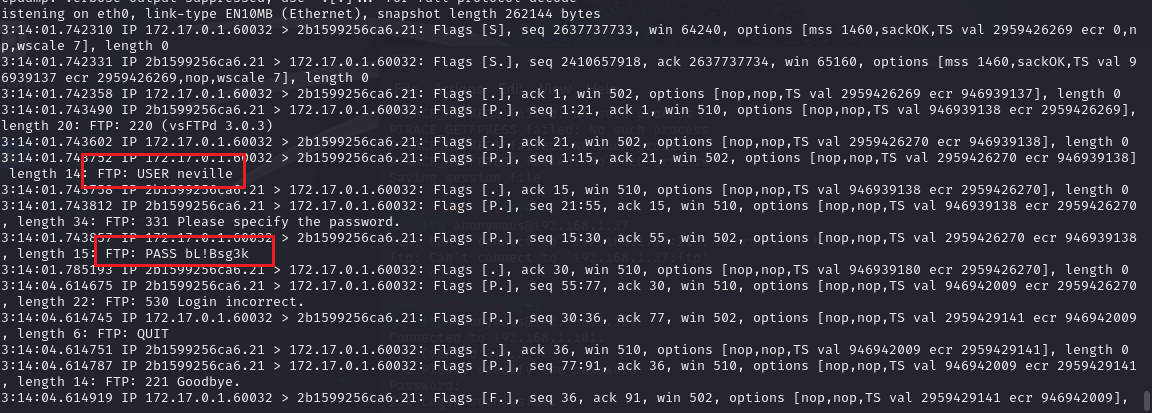 listening on eth0, link-type EN10MB (Ethernet), snapshot length 262144 bytes
3:14:01.742310 IP 172.17.0.1.60032 > 2b1599256ca6.21: Flags [S], seq 2637737733, win 64240, options [mss 1460,sackOK,TS val 2959426269 ecr 0,n
p,wscale 7], length 0
3:14:01.742331 IP 2b1599256ca6.21 > 172.17.0.1.60032: Flags [S.], seq 2410657918, ack 2637737734, win 65160, options [mss 1460,sackOK,TS val 9
6939137 ecr 2959426269,nop,wscale 7], length 0
3:14:01.742358 IP 172.17.0.1.60032 > 2b1599256ca6.21: Flags [.], ack 1, win 502, options [nop,nop,TS val 2959426269 ecr 946939137], length 0
3:14:01.743490 IP 2b1599256ca6.21 > 172.17.0.1.60032: Flags [P.], seq 1:21, ack 1, win 510, options [nop,nop,TS val 946939138 ecr 2959426269],
length 20: FTP: 220 (vsFTPd 3.0.3)
3:14:01.743602 IP 172.17.0.1.60032 > 2b1599256ca6.21: Flags [.], ack 21, win 502, options [nop,nop,TS val 2959426270 ecr 946939138], length 0
3:14:01.743752 IP 172.17.0.1.60032 > 2b1599256ca6.21: Flags [P.], seq 1:15, ack 21, win 502, options [nop,nop,TS val 2959426270 ecr 946939138]
length 14: FTP: USER neville
3:14:01.743758 IP 2b1599256ca6.21 > 172.17.0.1.60032: Flags [.], ack 15, win 510, options [nop,nop,TS val 946939138 ecr 2959426270], length 0
3:14:01.743812 IP 2b1599256ca6.21 > 172.17.0.1.60032: Flags [P.], seq 21:55, ack 15, win 510, options [nop,nop,TS val 946939138 ecr 2959426270
, length 34: FTP: 331 Please specify the password.
3:14:01.743857 IP 172.17.0.1.60032 > 2b1599256ca6.21: Flags [P.], seq 15:30, ack 55, win 502, options [nop,nop,TS val 2959426270 ecr 946939138
, length 15: FTP: PASS bL!Bsg3k
3:14:01.785193 IP 2b1599256ca6.21 > 172.17.0.1.60032: Flags [.], ack 30, win 510, options [nop,nop,TS val 946939180 ecr 2959426270], length 0
3:14:04.614675 IP 2b1599256ca6.21 > 172.17.0.1.60032: Flags [P.], seq 55:77, ack 30, win 510, options [nop,nop,TS val 946942009 ecr 2959426270
, length 22: FTP: 530 Login incorrect.
3:14:04.614745 IP 172.17.0.1.60032 > 2b1599256ca6.21: Flags [P.], seq 30:36, ack 77, win 502, options [nop,nop,TS val 2959429141 ecr 946942009
, length 6: FTP: QUIT
3:14:04.614751 IP 2b1599256ca6.21 > 172.17.0.1.60032: Flags [.], ack 36, win 510, options [nop,nop,TS val 946942009 ecr 2959429141], length 0
3:14:04.614787 IP 2b1599256ca6.21 > 172.17.0.1.60032: Flags [P.], seq 77:91, ack 36, win 510, options [nop,nop,TS val 946942009 ecr 2959429141
, length 14: FTP: 221 Goodbye.
3:14:04.614919 IP 172.17.0.1.60032 > 2b1599256ca6.21: Flags [F.], seq 36, ack 91, win 502, options [nop,nop,TS val 2959429141 ecr 946942009],